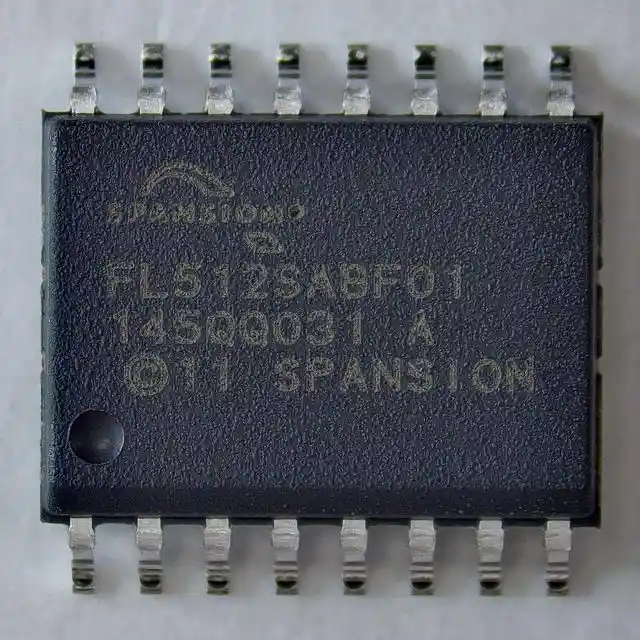 SPANSION®
FL512SABF01
145QQ031 A
©11 SPANSION